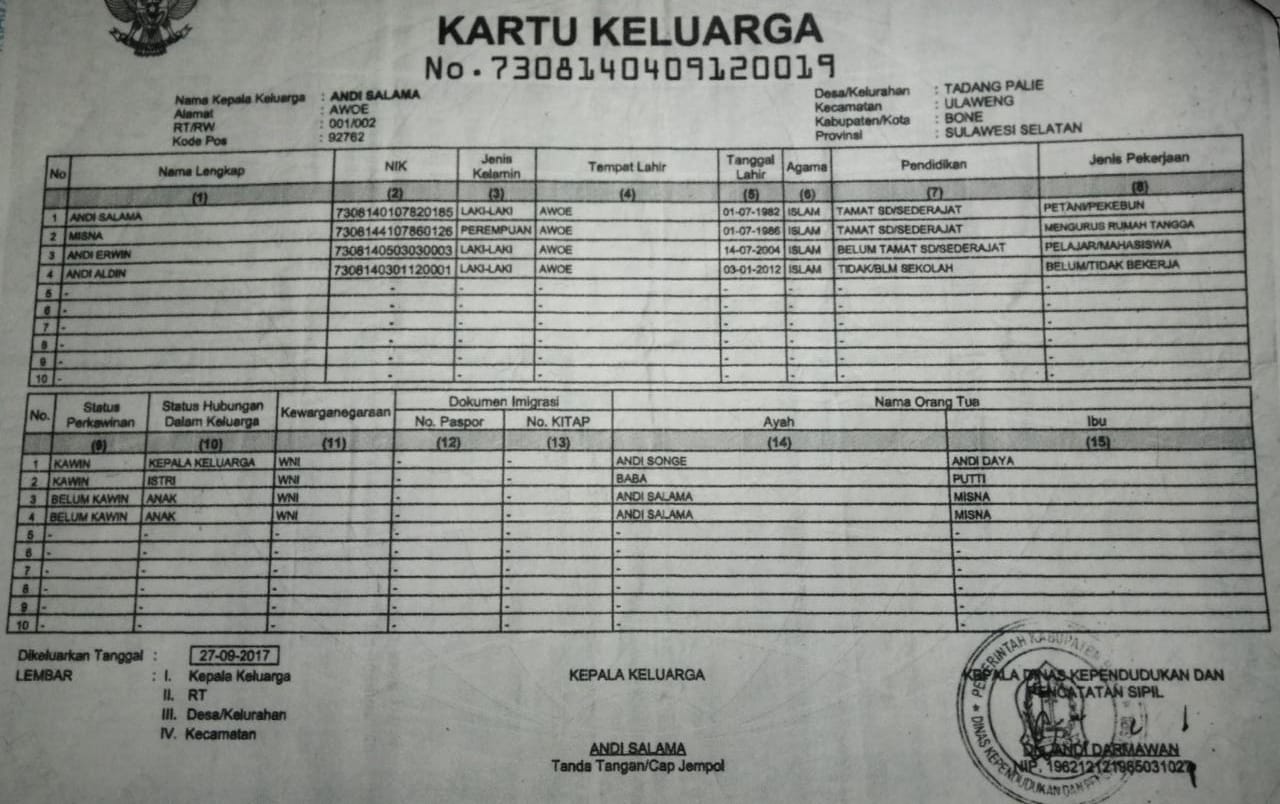 KARTU KELUARGA
No.7308140409120019
Nama Kepala Keluarga : ANDI SALAMA
Alamat : AWOE
RT/RW : 001/002
Kode Pos : 92762
Desa/Kelurahan : TADANG PALIE
Kecamatan : ULAWENG
Kabupaten/Kota : BONE
Provinsi : SULAWESI SELATAN
No Nama Lengkap NIK Jenis Kelamin Tempat Lahir Tanggal Lahir Agama Pendidikan Jenis Pekerjaan
(1) (2) (3) (4) (5) (6) (7) (8)
1 ANDI SALAMA 7308140107820185 LAKI-LAKI AWOE 01-07-1982 ISLAM TAMAT SD/SEDERAJAT PETANI/PEKEBUN
2 MISNA 7308144107860126 PEREMPUAN AWOE 01-07-1986 ISLAM TAMAT SD/SEDERAJAT MENGURUS RUMAH TANGGA
3 ANDI ERWIN 7308140503030003 LAKI-LAKI AWOE 14-07-2004 ISLAM BELUM TAMAT SD/SEDERAJAT PELAJAR/MAHASISWA
4 ANDI ALDIN 7308140301120001 LAKI-LAKI AWOE 03-01-2012 ISLAM TIDAK/BLM SEKOLAH BELUM/TIDAK BEKERJA
5 - - - - - - - -
6 - - - - - - - -
7 - - - - - - - -
8 - - - - - - - -
9 - - - - - - - -
10 - - - - - - - -
No. Status Perkawinan Status Hubungan Dalam Keluarga Kewarganegaraan Dokumen Imigrasi Nama Orang Tua
No. Paspor No. KITAP Ayah Ibu
(9) (10) (11) (12) (13) (14) (15)
1 KAWIN KEPALA KELUARGA WNI - - ANDI SONGE ANDI DAYA
2 KAWIN ISTRI WNI - - BABA PUTTI
3 BELUM KAWIN ANAK WNI - - ANDI SALAMA MISNA
4 BELUM KAWIN ANAK WNI - - ANDI SALAMA MISNA
5 - - - - - - -
6 - - - - - - -
7 - - - - - - -
8 - - - - - - -
9 - - - - - - -
10 - - - - - - -
Dikeluarkan Tanggal : 27-09-2017
LEMBAR : I. Kepala Keluarga
II. RT
III. Desa/Kelurahan
IV. Kecamatan
KEPALA KELUARGA
ANDI SALAMA
Tanda Tangan/Cap Jempol
KEPALA DINAS KEPENDUDUKAN DAN
PENCATATAN SIPIL
ANDI DARMAWAN
NIP. 196212121985031027
PEMERINTAH KABUPATEN
DINAS KEPENDUDUKAN DAN